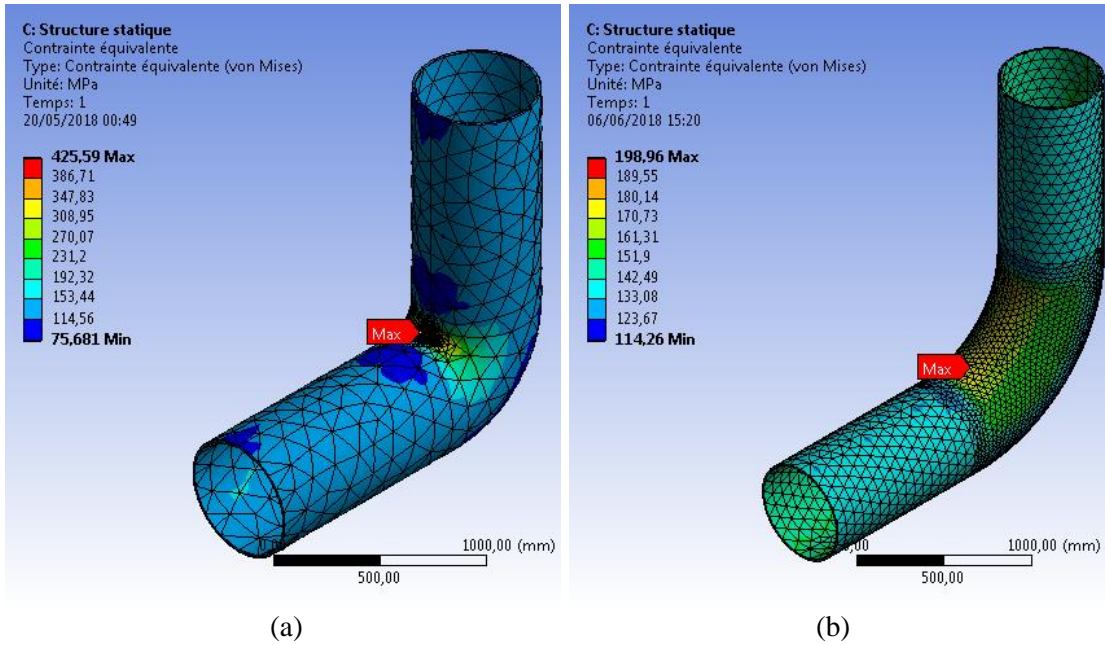 C: Structure statique
Contrainte équivalente
Type: Contrainte équivalente (von Mises)
Unité: MPa
Temps: 1
20/05/2018 00:49
425,59 Max
386,71
347,83
308,95
270,07
231,2
192,32
153,44
114,56
75,681 Min
Max
1000,00 (mm)
500,00
(a)
C: Structure statique
Contrainte équivalente
Type: Contrainte équivalente (von Mises)
Unité: MPa
Temps: 1
06/06/2018 15:20
198,96 Max
189,55
180,14
170,73
161,31
151,9
142,49
133,08
123,67
114,26 Min
Max
1000,00 (mm)
500,00
(b)